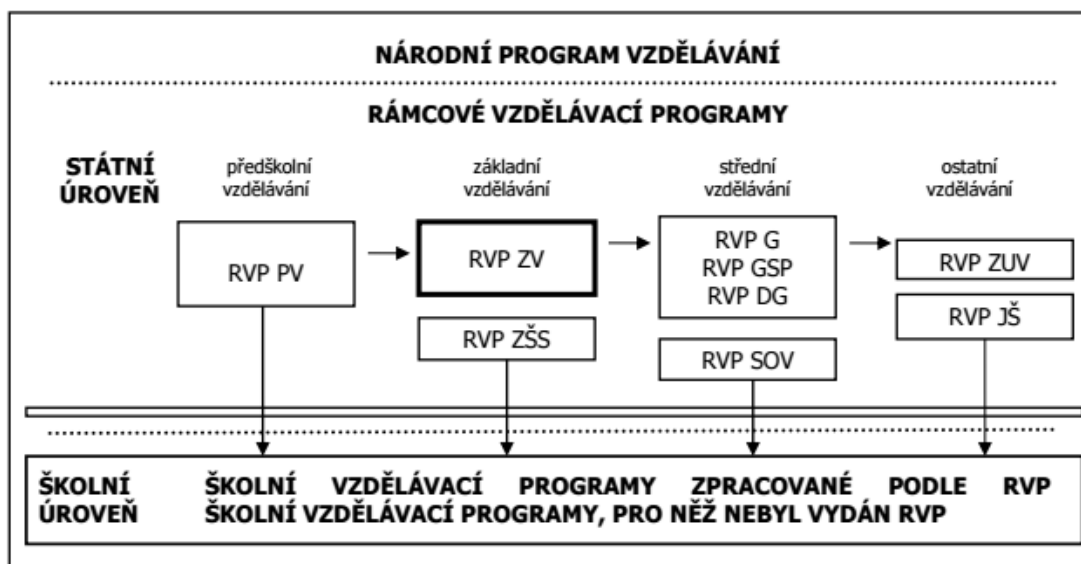 NÁRODNÍ PROGRAM VZDĚLÁVÁNÍ
RÁMCOVÉ VZDĚLÁVACÍ PROGRAMY
STÁTNÍ
ÚROVEŇ
předškolní
vzdělávání
základní
vzdělávání
střední
vzdělávání
ostatní
vzdělávání
RVP PV
RVP ZV
RVP ZŠS
RVP G
RVP GSP
RVP DG
RVP SOV
RVP ZUV
RVP JŠ
ŠKOLNÍ
ÚROVEŇ
ŠKOLNÍ VZDĚLÁVACÍ PROGRAMY ZPRACOVANÉ PODLE RVP
ŠKOLNÍ VZDĚLÁVACÍ PROGRAMY, PRO NĚŽ NEBYL VYDÁN RVP